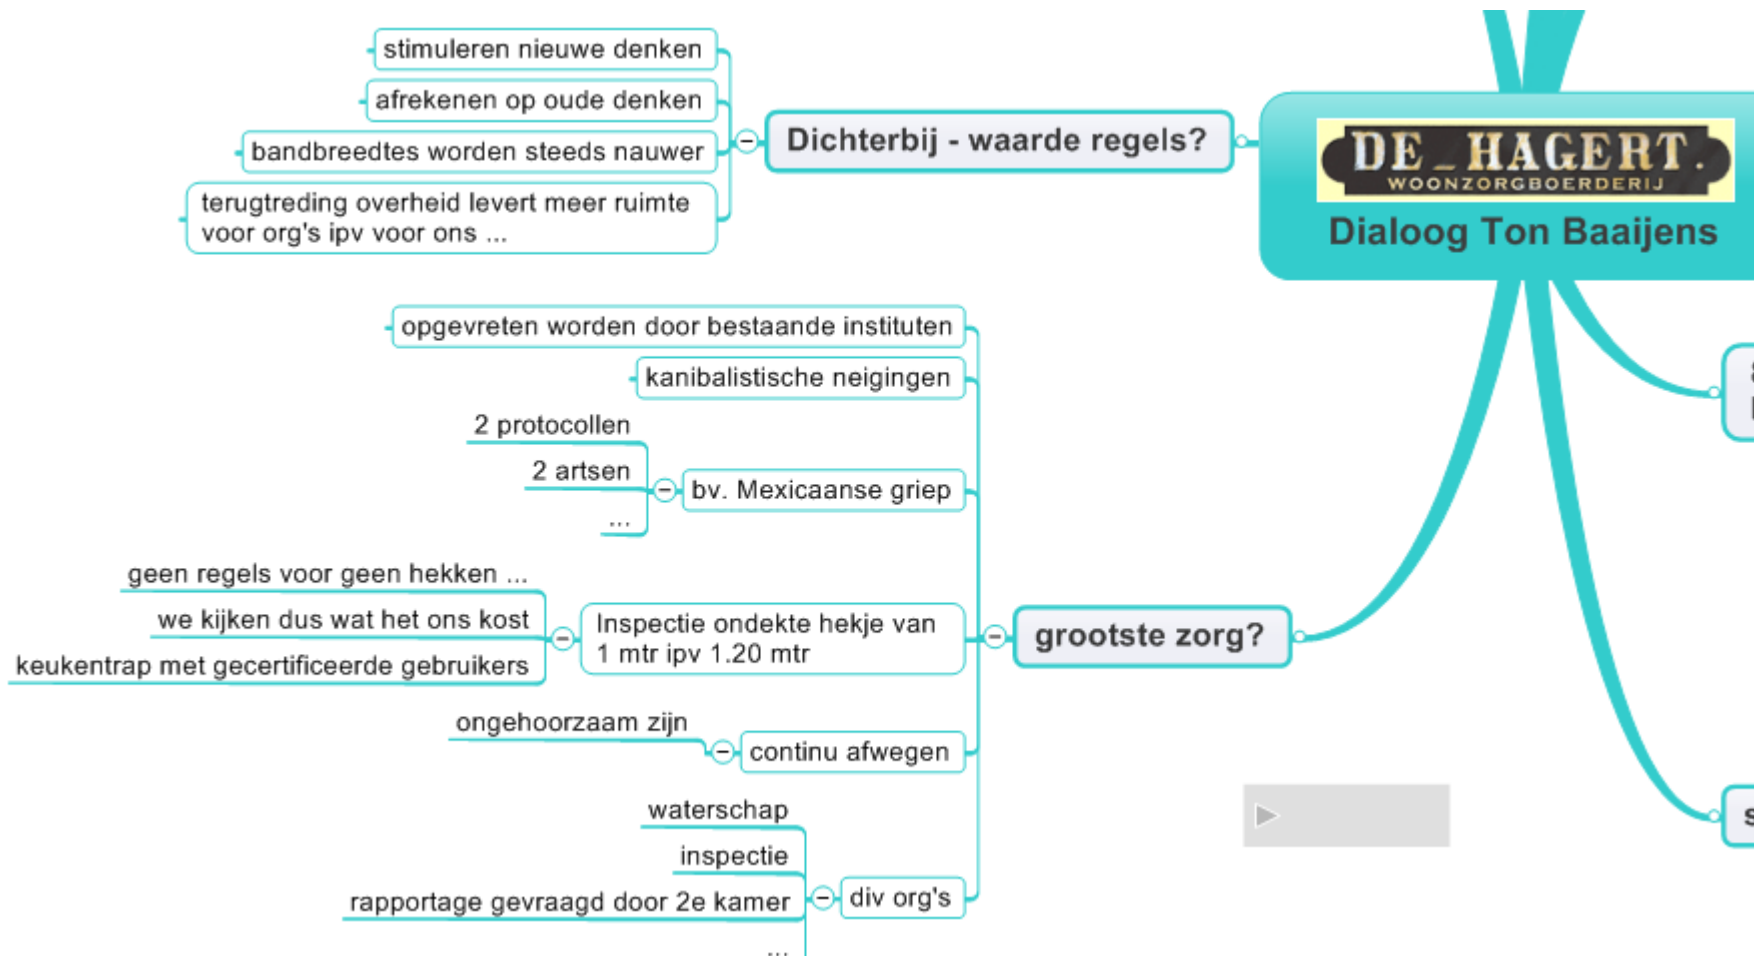 stimuleren nieuwe denken
afrekenen op oude denken
bandbreedtes worden steeds nauwer
terugtreding overheid levert meer ruimte
voor org's ipv voor ons ...
Dichterbij - waarde regels?
DE_HAGERT.
WOONZORGBOERDERIJ
Dialoog Ton Baaijens
opgevreten worden door bestaande instituten
kanibalistische neigingen
2 protocollen
2 artsen
...
bv. Mexicaanse griep
geen regels voor geen hekken ...
we kijken dus wat het ons kost
keukentrap met gecertificeerde gebruikers
Inspectie ondekte hekje van
1 mtr ipv 1.20 mtr
grootste zorg?
ongehoorzaam zijn
continu afwegen
waterschap
inspectie
rapportage gevraagd door 2e kamer
...
div org's